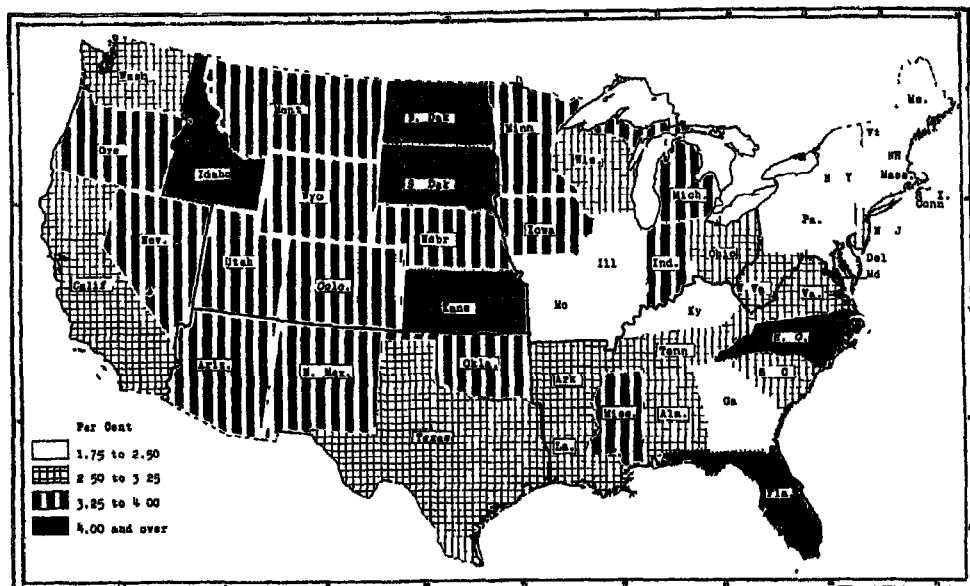 Wash.
Mont
N. Dak
Minn
Me.
Vt
Ore
Idaho
S. Dak
Wis.
Mich.
N Y
NH
Mass.
R. I.
Conn
Wyo
Nev.
Utah
Nebr
Iowa
Ill
Ind.
Ohio
Pa.
N J
Del
Md
Calif
Colo.
Kans
Mo
W Va
Va.
Ky
N. C.
Tenn
Ariz.
N. Mex.
Okla.
Ark
S C
Texas
La.
Miss.
Ala.
Ga
Fla.
Per Cent
1.75 to 2.50
2 50 to 3 25
3.25 to 4 00
4.00 and over